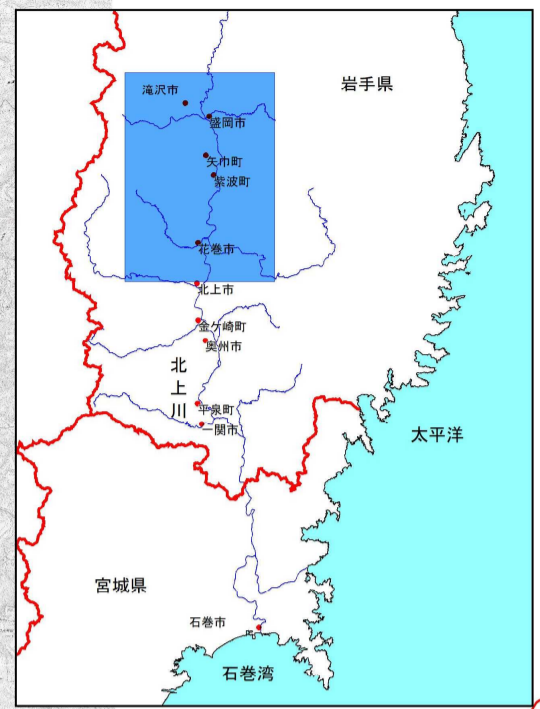 岩手県
滝沢市
盛岡市
矢巾町
紫波町
花巻市
北上市
金ケ崎町
奥州市
北上川
平泉町
一関市
太平洋
宮城県
石巻市
石巻湾